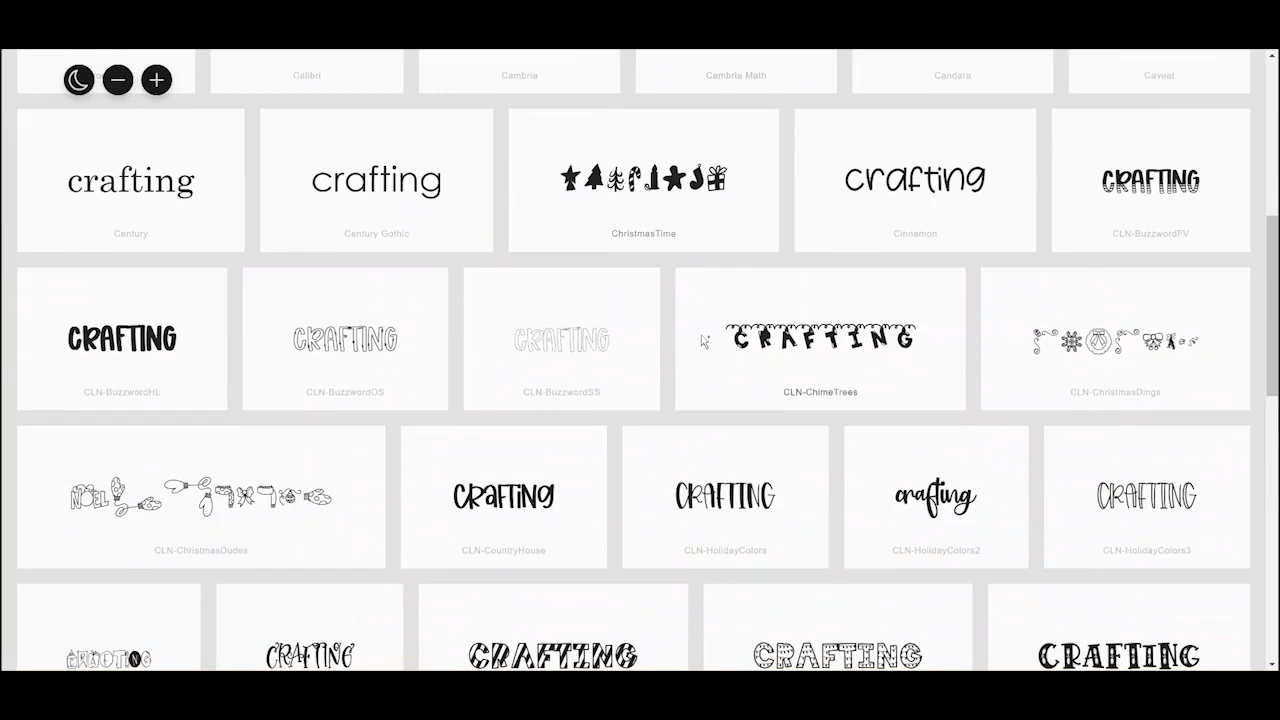 Calibri
Cambria
Cambria Math
Candara
Caveat
crafting
Century
crafting
Century Gothic
ChristmasTime
crafting
Cinnamon
CRAFTING
CLN-BuzzwordFV
CRAFTING
CLN-BuzzwordHL
CRAFTING
CLN-BuzzwordOS
CRAFTING
CLN-BuzzwordSS
CRAFTING
CLN-ChimeTrees
CLN-ChristmasDings
NOEL
CLN-ChristmasDudes
crafting
CLN-CountryHouse
CRAFTING
CLN-HolidayColors
crafting
CLN-HolidayColors2
CRAFTING
CLN-HolidayColors3
CRAFTING
CRAFTING
CRAFTING
CRAFTING
CRAFTING